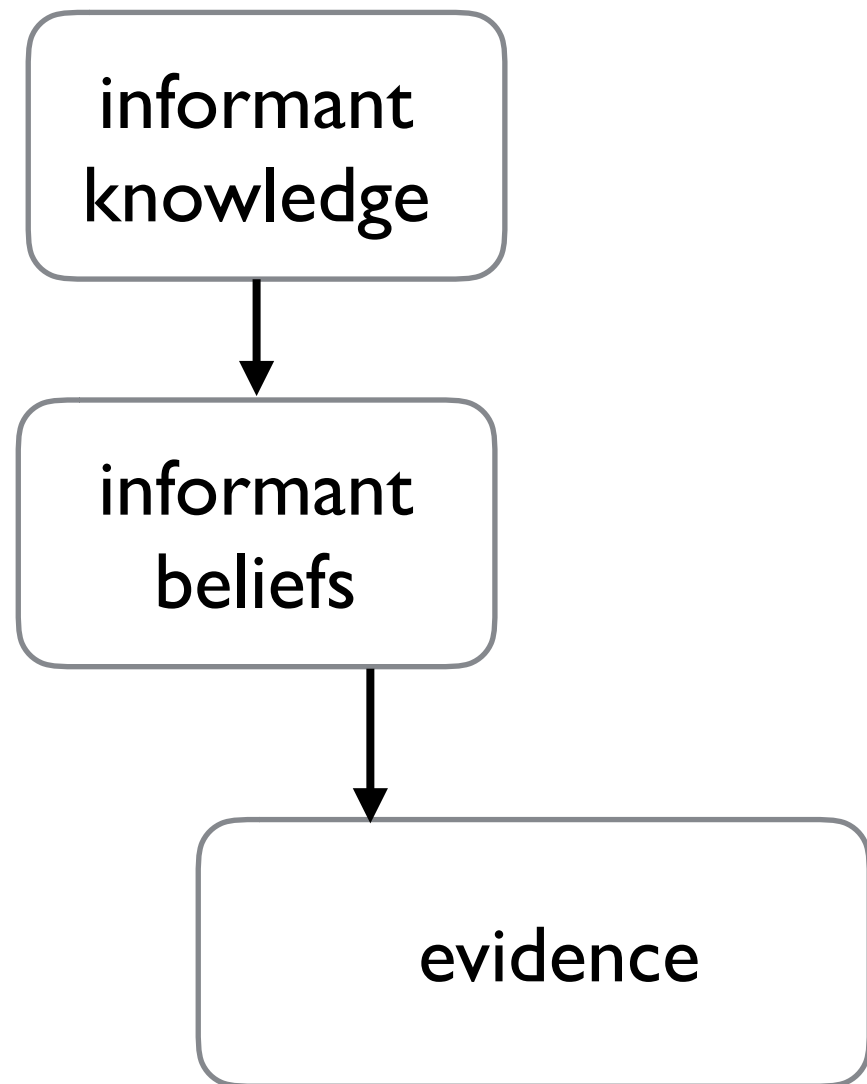 informant
knowledge
informant
beliefs
evidence